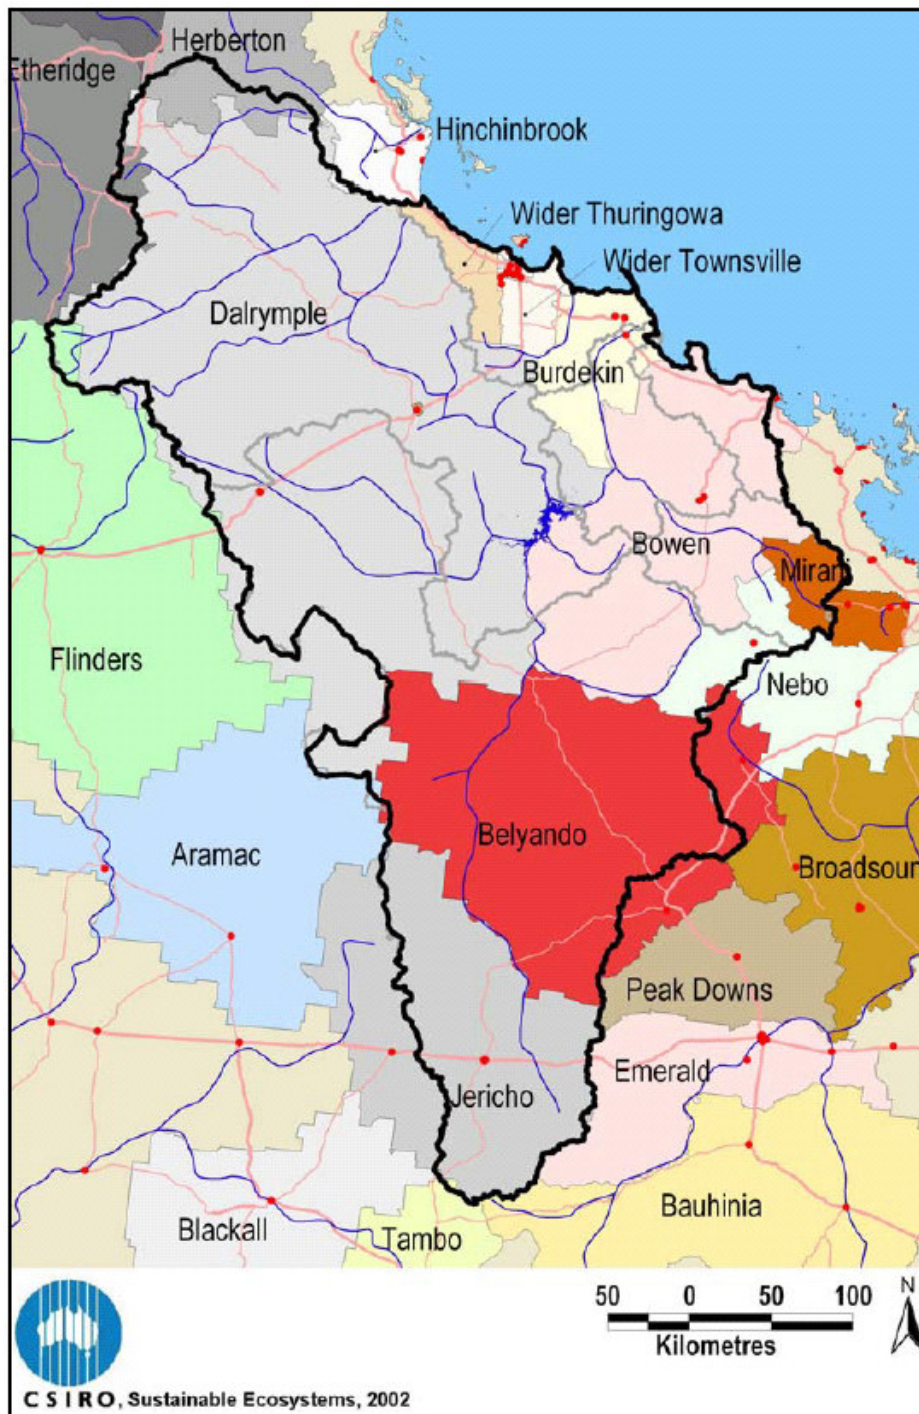 Herberton
Etheridge
Hinchinbrook
Wider Thuringowa
Wider Townsville
Dalrymple
Burdekin
Bowen
Mirani
Flinders
Nebo
Belyando
Aramac
Broadsoun
Peak Downs
Emerald
Jericho
Bauhinia
Blackall
Tambo
50 0 50 100
Kilometres
N
CSIRO, Sustainable Ecosystems, 2002